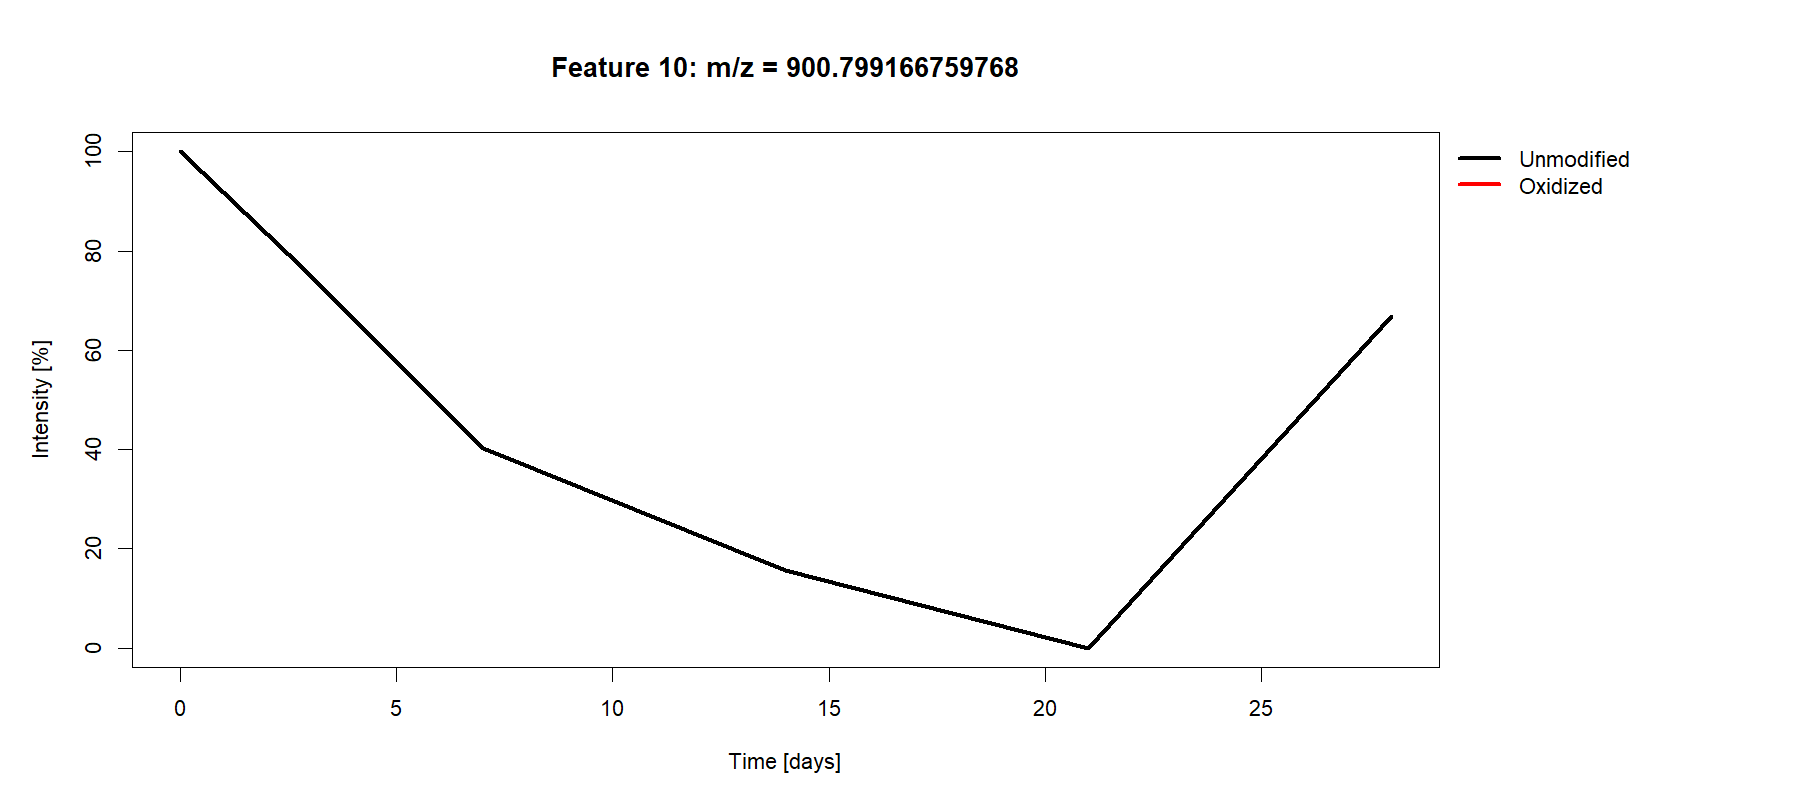 Feature 10: m/z = 900.799166759768
Unmodified
Oxidized
Intensity [%]
100
80
60
40
20
0
0 5 10 15 20 25
Time [days]